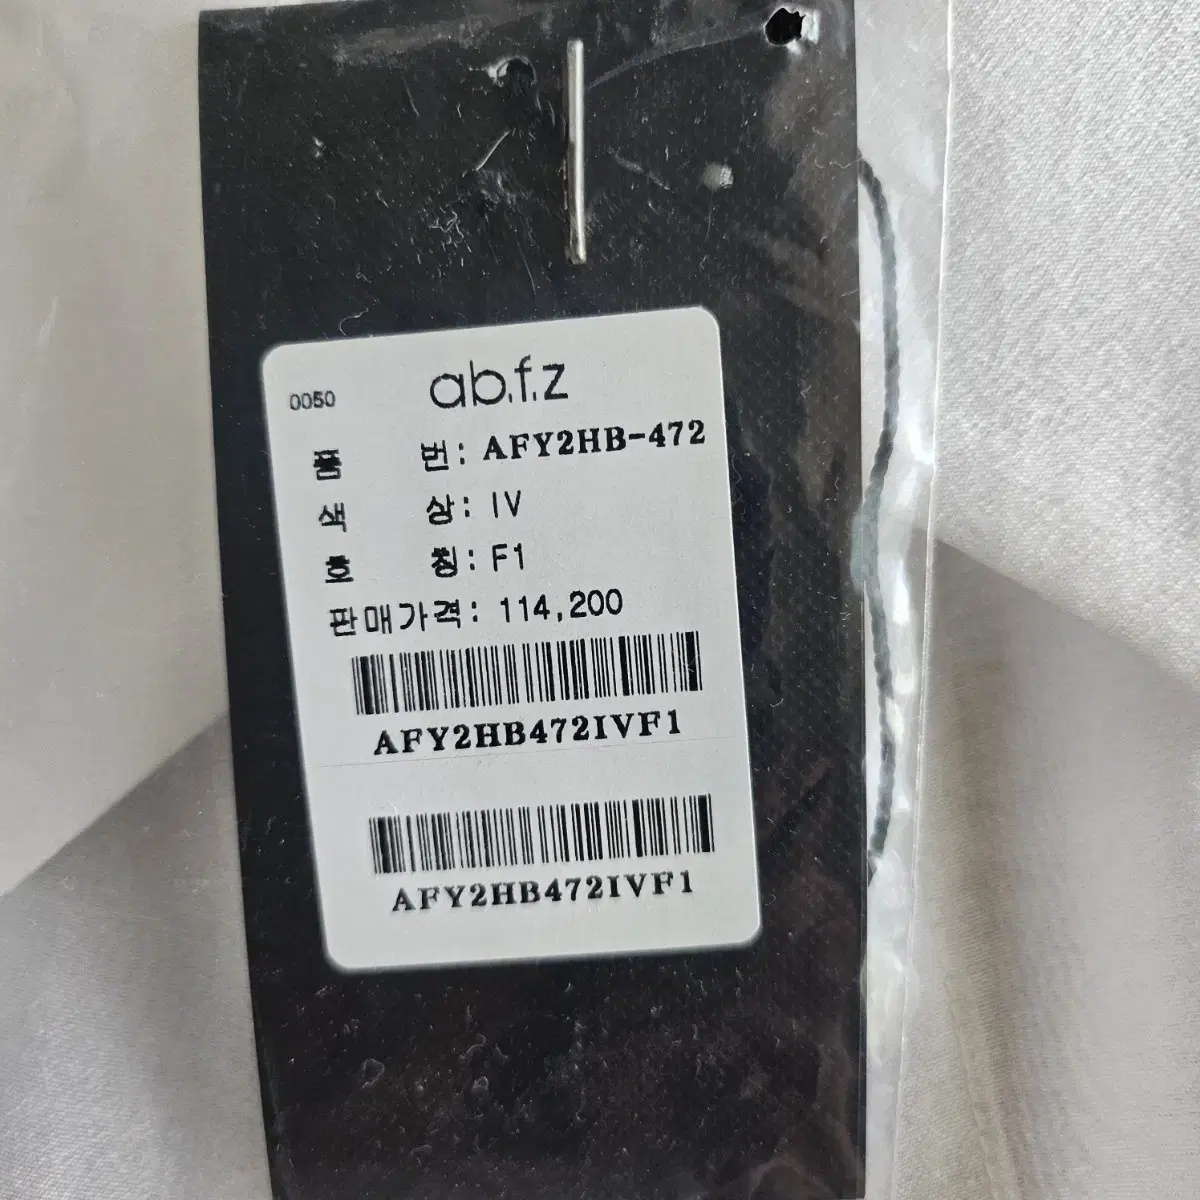 0050 ab.f.z
품 번: AFY2HB-472
색 상: IV
호 칭: F1
판매가격: 114,200
AFY2HB472IVF1
AFY2HB472IVF1